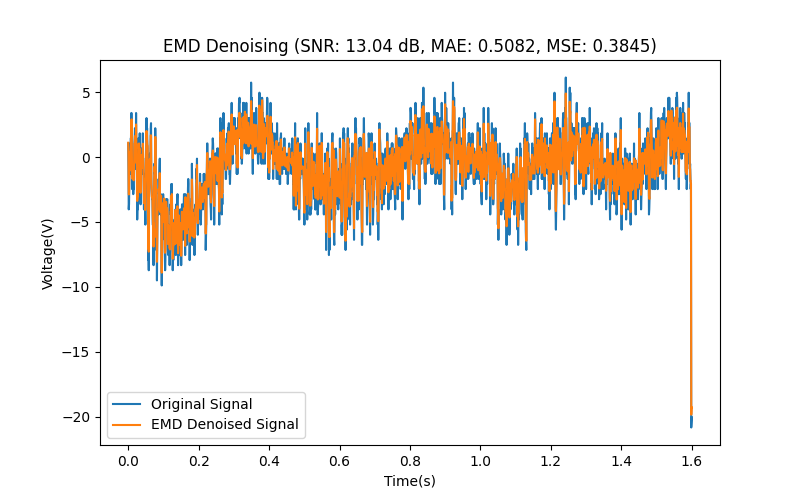 EMD Denoising (SNR: 13.04 dB, MAE: 0.5082, MSE: 0.3845)
5
0
−5
−10
−15
−20
Voltage(V)
Original Signal
EMD Denoised Signal
0.0 0.2 0.4 0.6 0.8 1.0 1.2 1.4 1.6
Time(s)